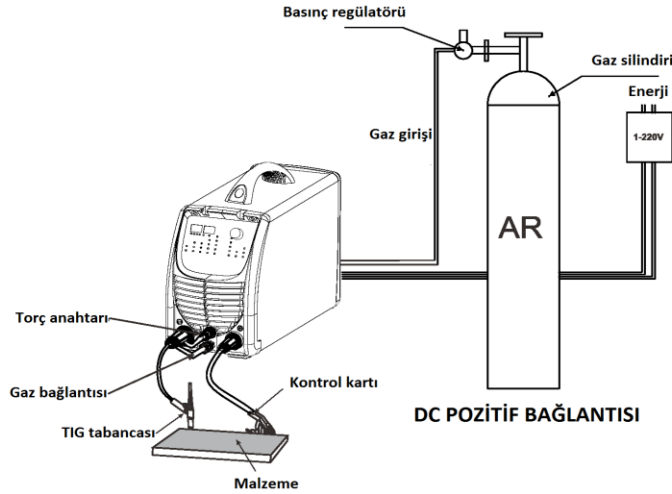 Basınç regülatörü
Gaz silindiri
Enerji
1-220V
Gaz girişi
AR
Torç anahtarı
Gaz bağlantısı
Kontrol kartı
TIG tabancası
Malzeme
DC POZİTİF BAĞLANTISI